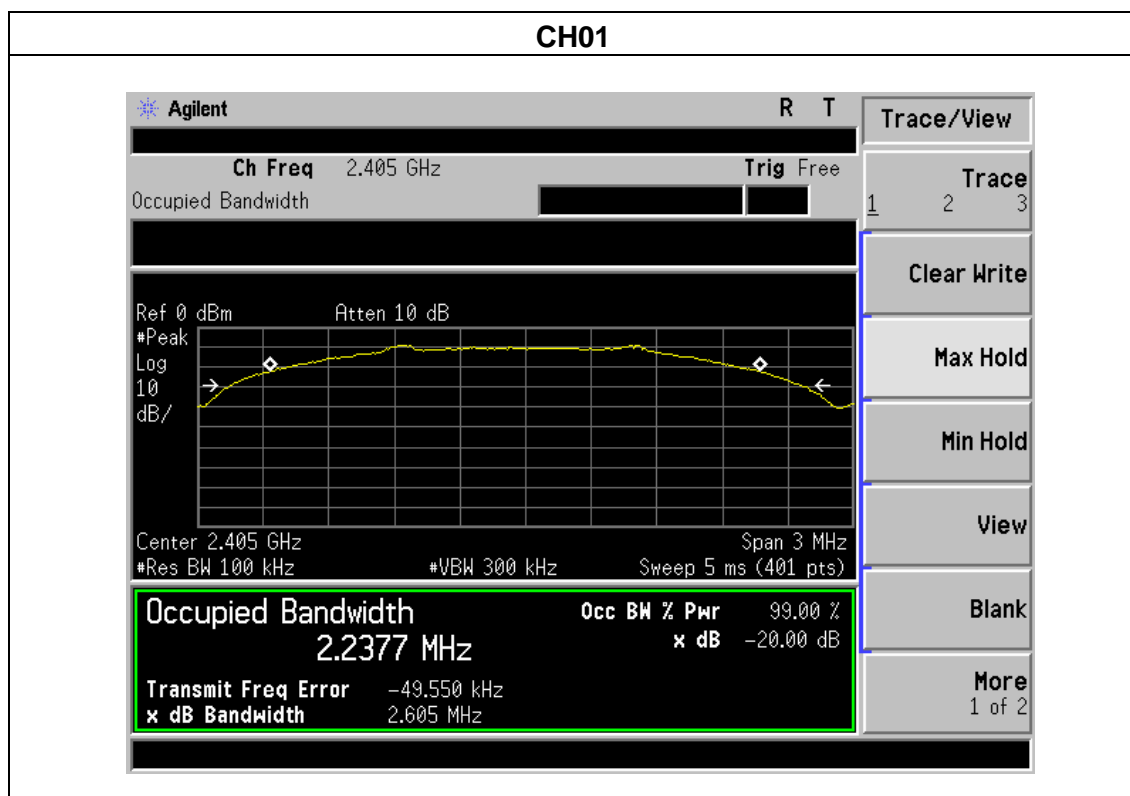 CH01
Agilent
R T
Trace/View
Ch Freq 2.405 GHz
Trig Free
Occupied Bandwidth
Trace
1 2 3
Clear Write
Ref 0 dBm Atten 10 dB
#Peak
Log
10
dB/
Max Hold
Min Hold
View
Center 2.405 GHz Span 3 MHz
#Res BW 100 kHz #VBW 300 kHz Sweep 5 ms (401 pts)
Occupied Bandwidth
2.2377 MHz
Occ BW % Pwr 99.00 %
x dB -20.00 dB
Blank
Transmit Freq Error -49.550 kHz
x dB Bandwidth 2.605 MHz
More
1 of 2